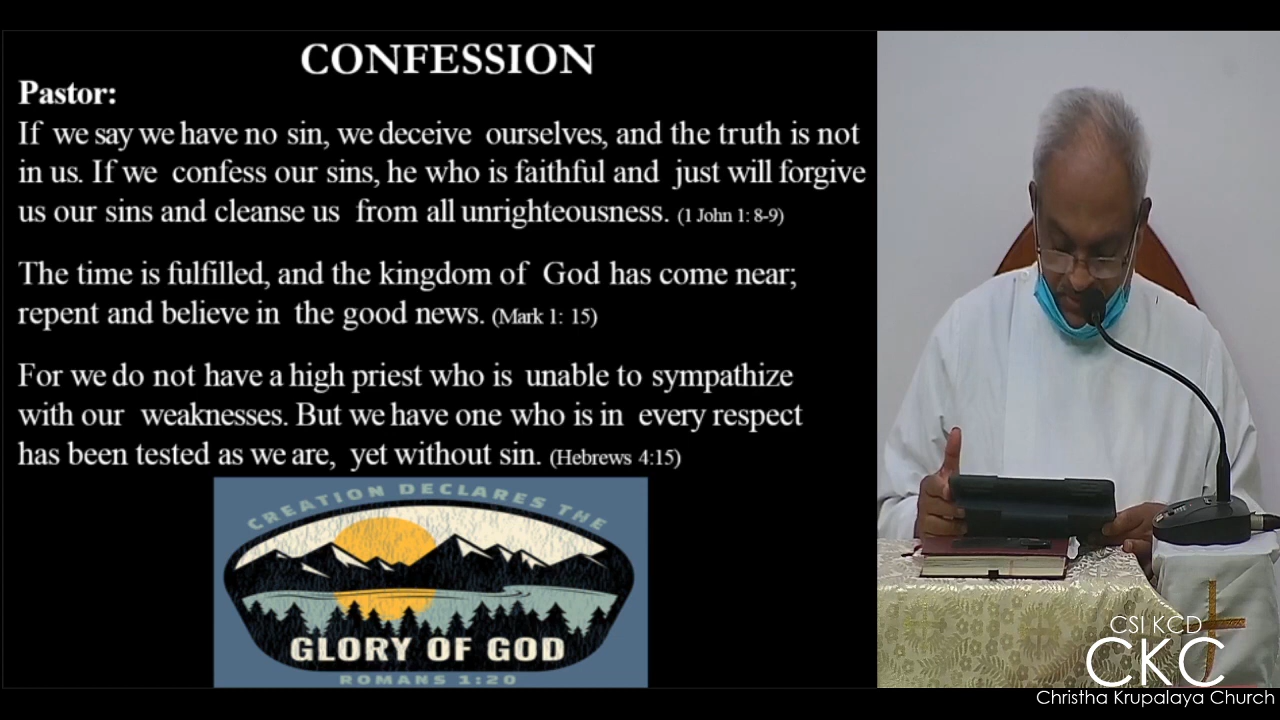 CONFESSION
Pastor:
If we say we have no sin, we deceive ourselves, and the truth is not
in us. If we confess our sins, he who is faithful and just will forgive
us our sins and cleanse us from all unrighteousness. (1 John 1: 8-9)
The time is fulfilled, and the kingdom of God has come near;
repent and believe in the good news. (Mark 1: 15)
For we do not have a high priest who is unable to sympathize
with our weaknesses. But we have one who is in every respect
has been tested as we are, yet without sin. (Hebrews 4:15)
CREATION DECLARES THE
GLORY OF GOD
ROMANS 1:20
CSI KCD
CKC
Christha Krupalaya Church